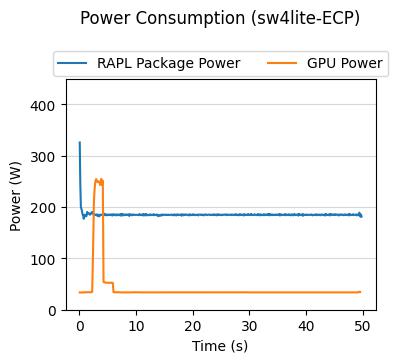 Power Consumption (sw4lite-ECP)
RAPL Package Power
GPU Power
400
300
200
100
0
Power (W)
0
10
20
30
40
50
Time (s)